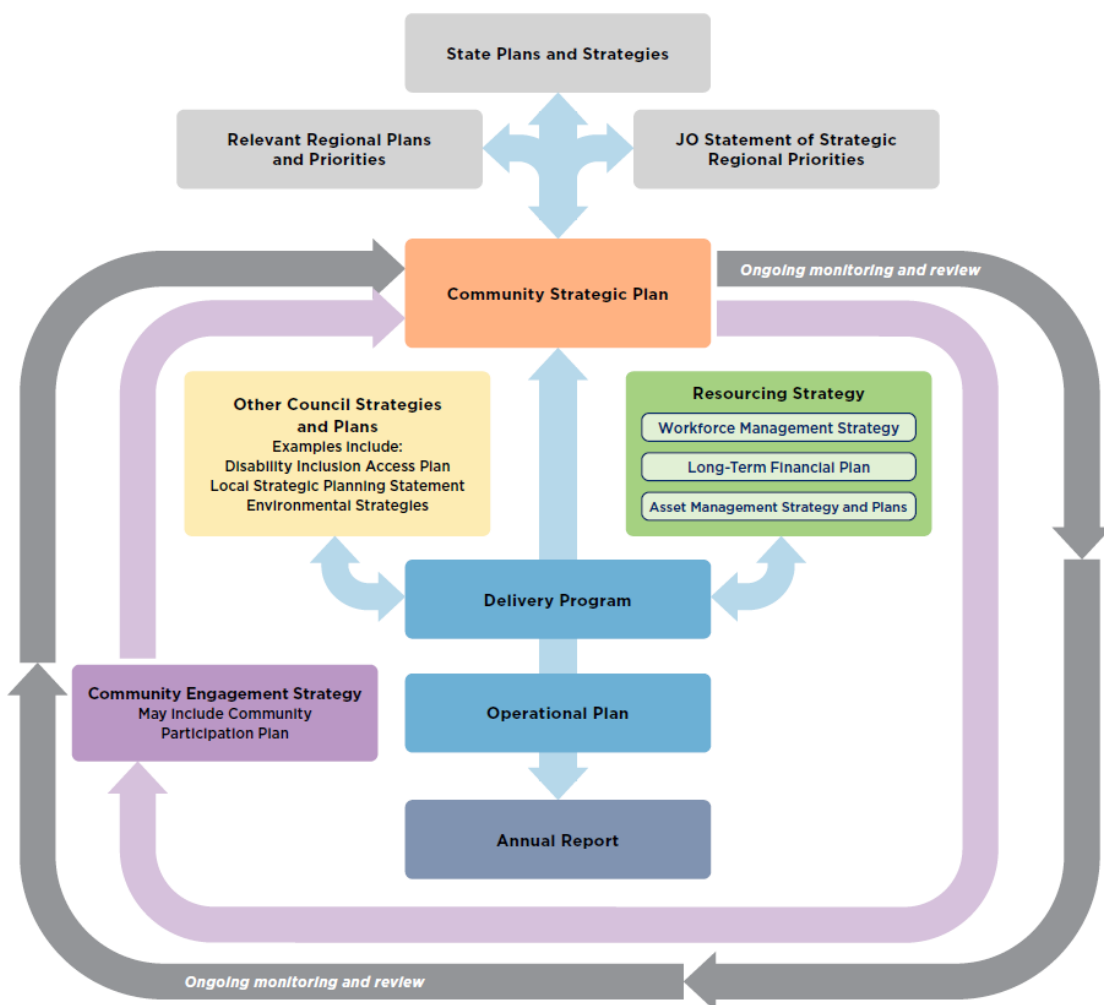 State Plans and Strategies
Relevant Regional Plans
and Priorities
JO Statement of Strategic
Regional Priorities
Ongoing monitoring and review
Community Strategic Plan
Other Council Strategies
and Plans
Examples include:
Disability Inclusion Access Plan
Local Strategic Planning Statement
Environmental Strategies
Resourcing Strategy
Workforce Management Strategy
Long-Term Financial Plan
Asset Management Strategy and Plans
Delivery Program
Community Engagement Strategy
May include Community
Participation Plan
Operational Plan
Annual Report
Ongoing monitoring and review